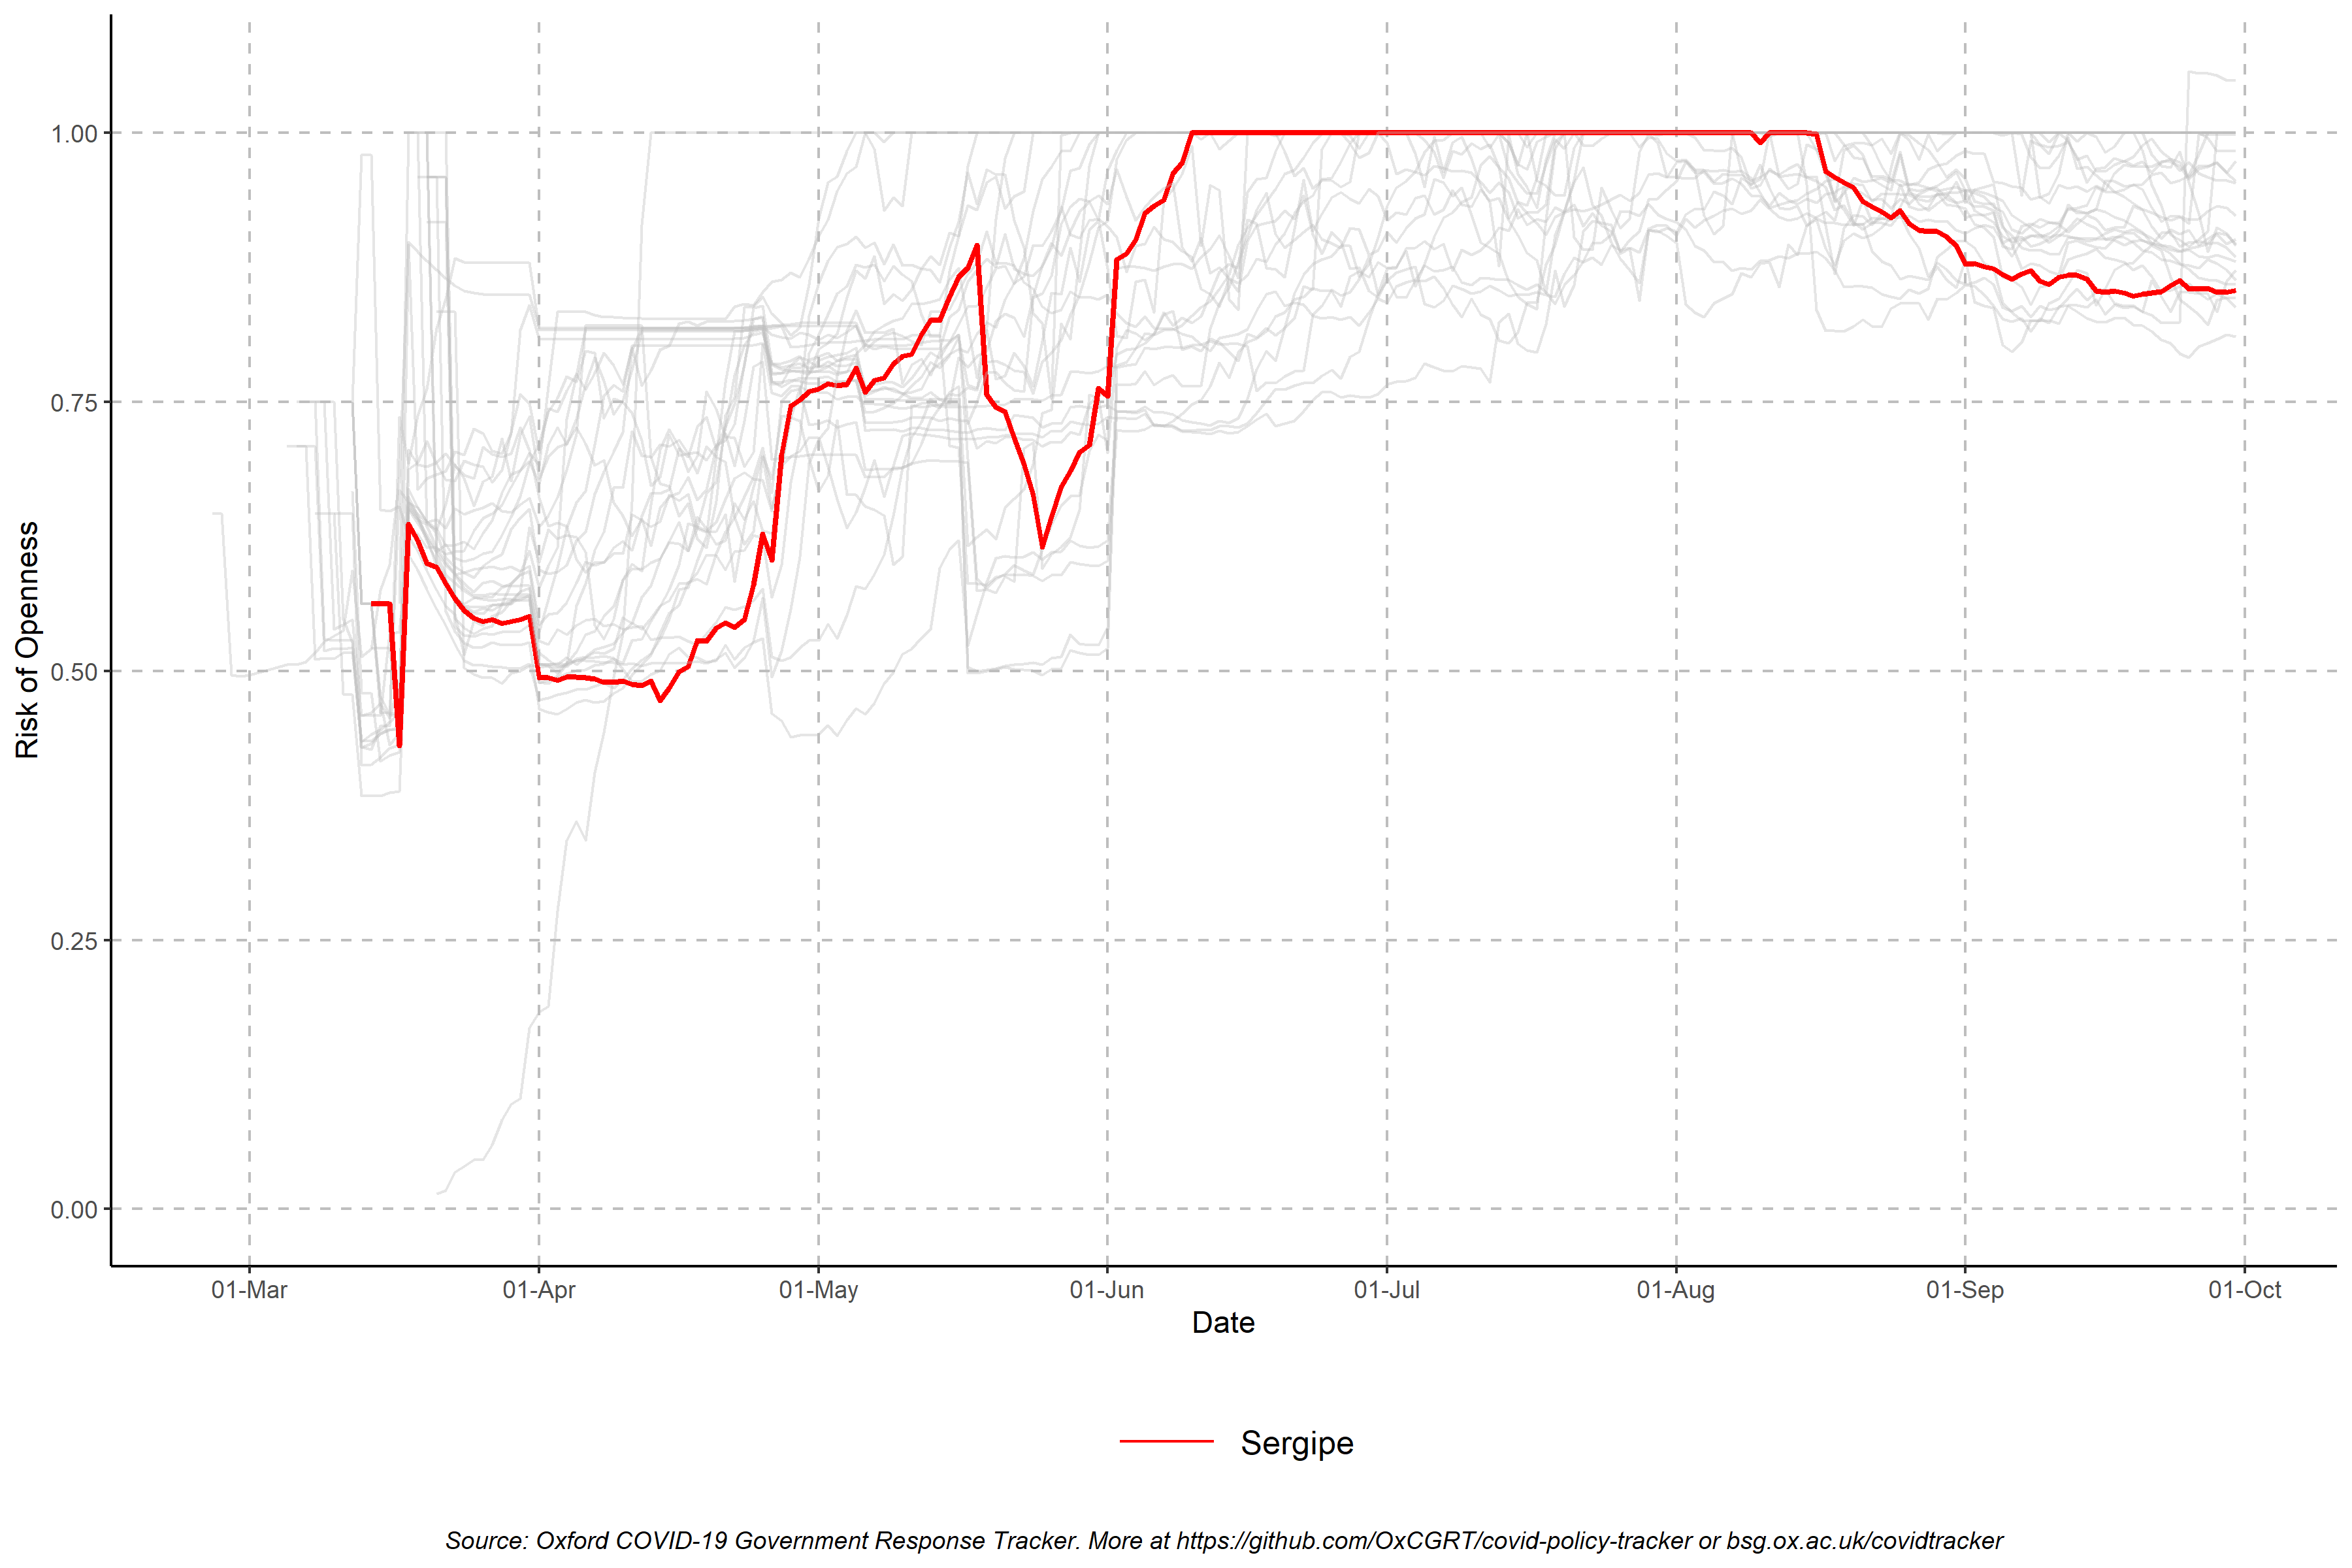 Risk of Openness
1.00
0.75
0.50
0.25
0.00
01-Mar 01-Apr 01-May 01-Jun 01-Jul 01-Aug 01-Sep 01-Oct
Date
Sergipe
Source: Oxford COVID-19 Government Response Tracker. More at https://github.com/OxCGRT/covid-policy-tracker or bsg.ox.ac.uk/covidtracker